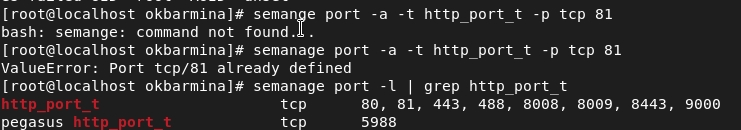 [root@localhost okbarmina]# semange port -a -t http_port_t -p tcp 81
bash: semange: command not found...
[root@localhost okbarmina]# semanage port -a -t http_port_t -p tcp 81
ValueError: Port tcp/81 already defined
[root@localhost okbarmina]# semanage port -l | grep http_port_t
http_port_t                    tcp      80, 81, 443, 488, 8008, 8009, 8443, 9000
pegasus_http_port_t            tcp      5988